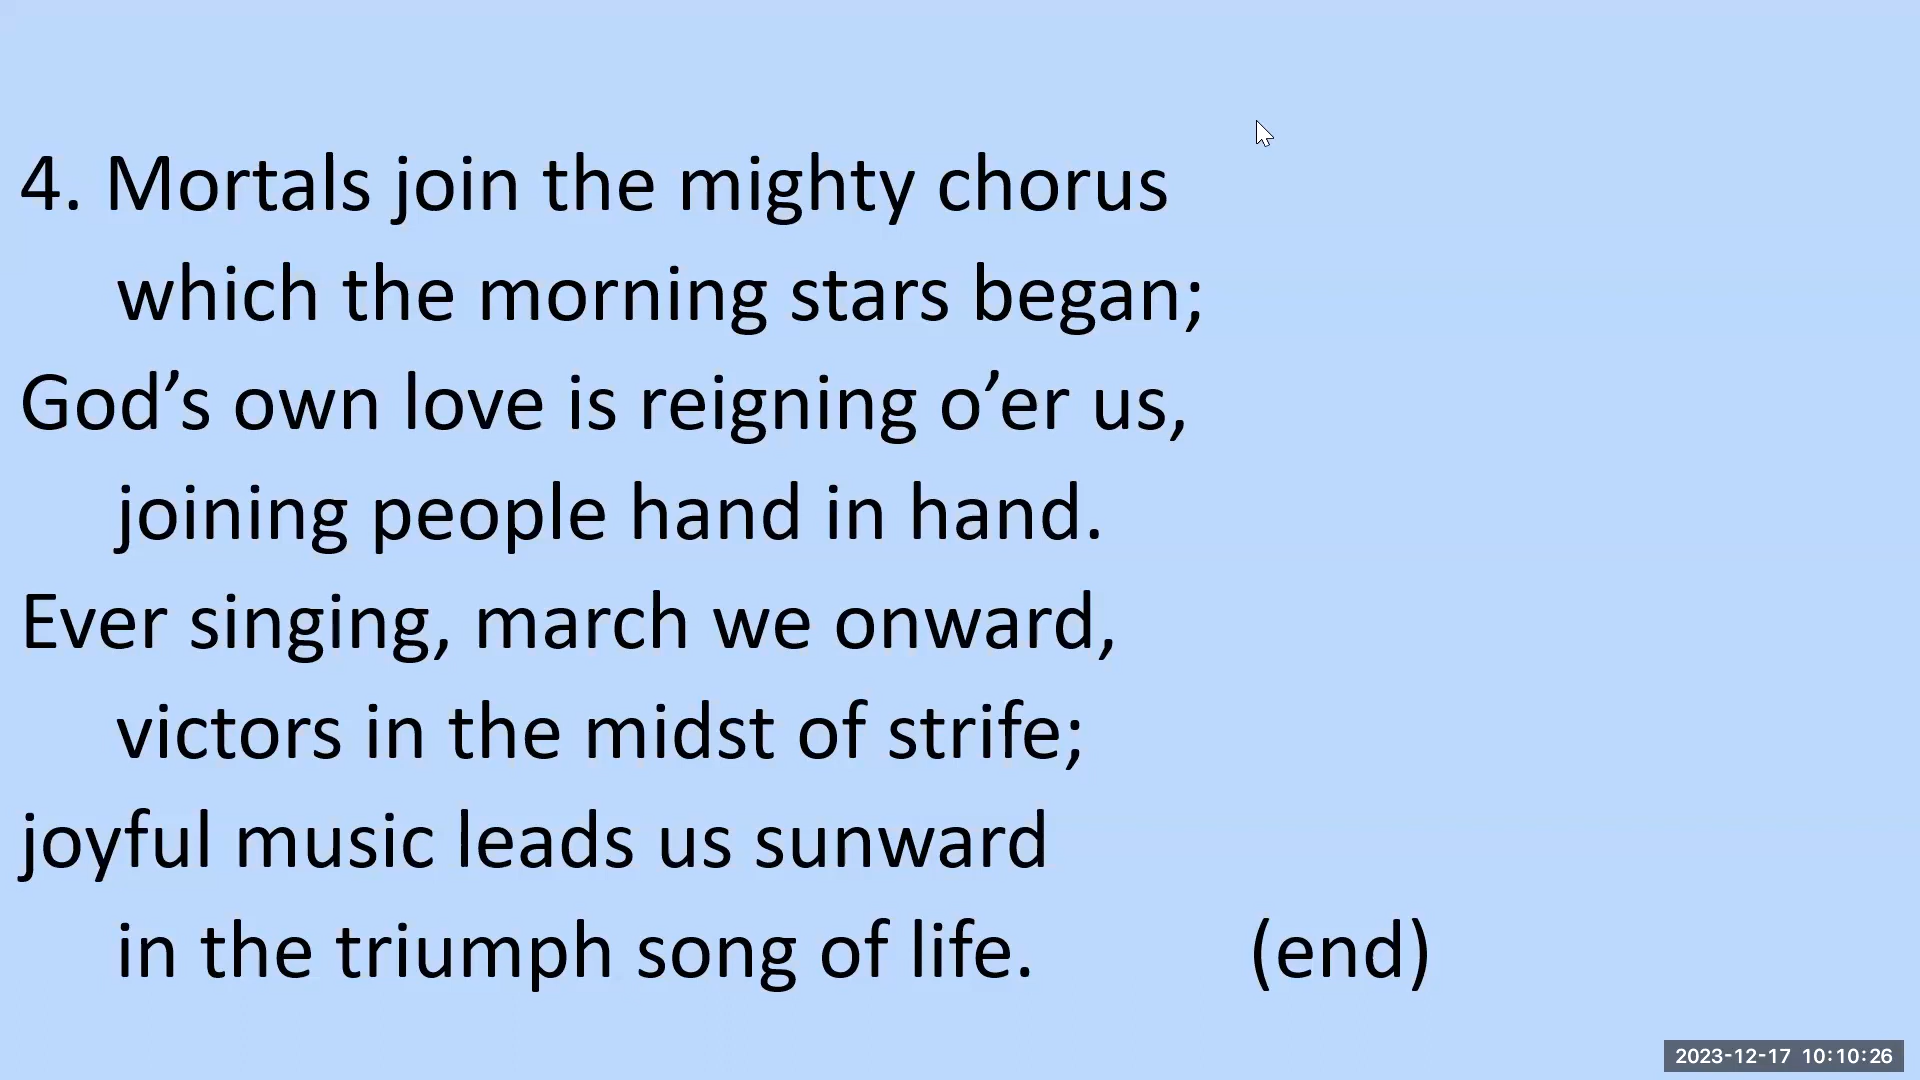 4. Mortals join the mighty chorus
which the morning stars began;
God’s own love is reigning o’er us,
joining people hand in hand.
Ever singing, march we onward,
victors in the midst of strife;
joyful music leads us sunward
in the triumph song of life. (end)
2023-12-17 10:10:26